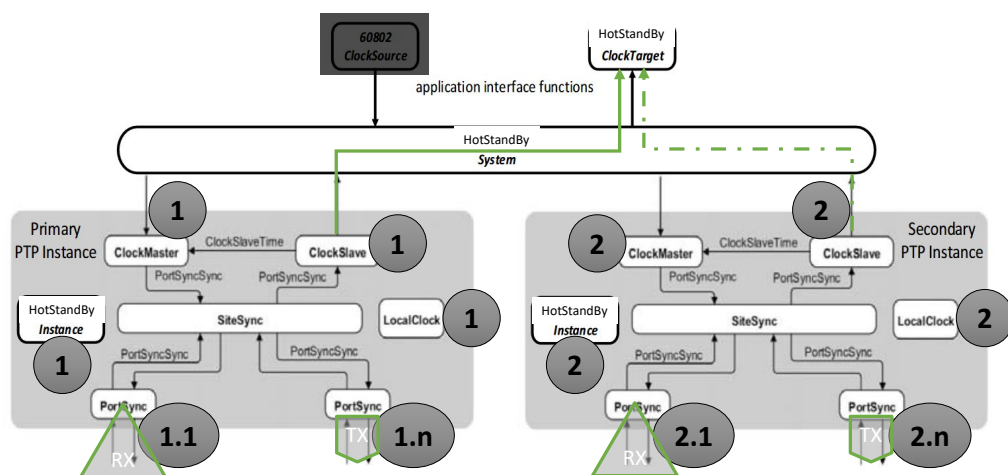 60802
ClockSource
HotStandBy
ClockTarget
application interface functions
HotStandBy
System
Primary
PTP Instance
1
ClockMaster
ClockSlaveTime
ClockSlave
1
PortSyncSync
PortSyncSync
HotStandBy
Instance
1
SiteSync
LocalClock
1
PortSyncSync
PortSyncSync
PortSync
RX
1.1
PortSync
TX
1.n
Secondary
PTP Instance
2
ClockMaster
ClockSlaveTime
ClockSlave
2
PortSyncSync
PortSyncSync
HotStandBy
Instance
2
SiteSync
LocalClock
2
PortSyncSync
PortSyncSync
PortSync
RX
2.1
PortSync
TX
2.n